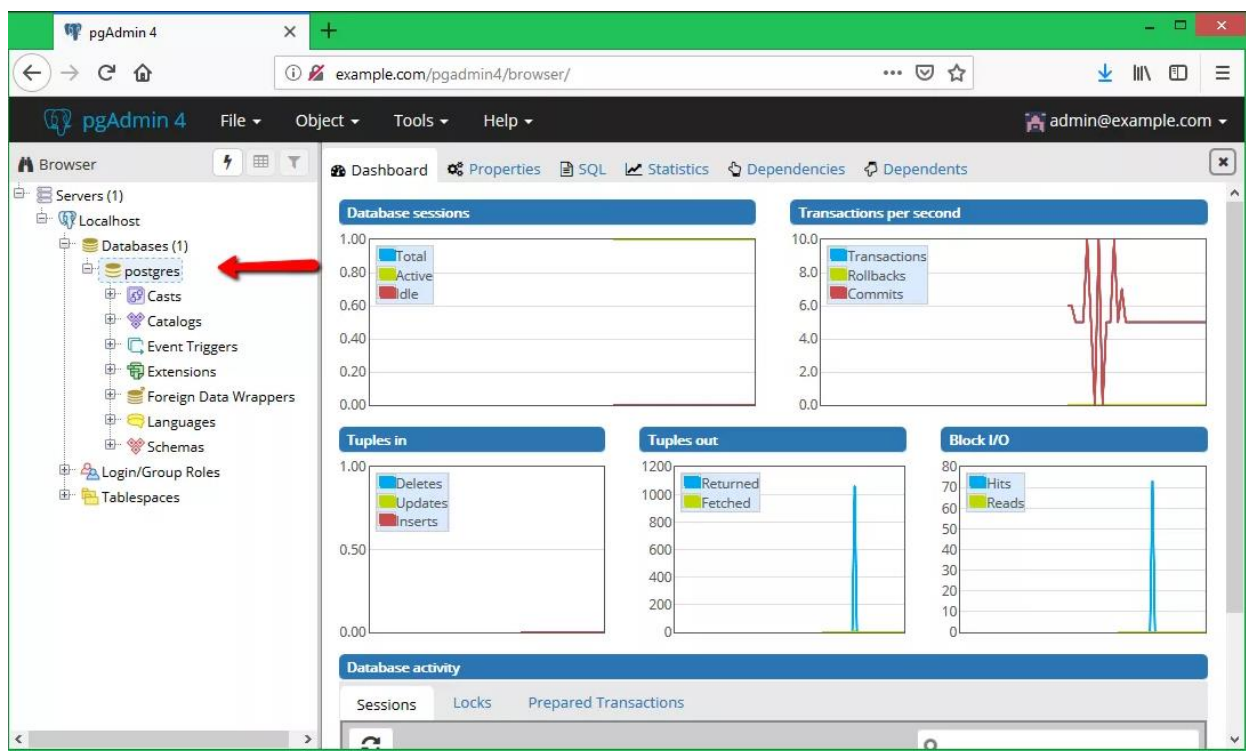 pgAdmin 4
example.com/pgadmin4/browser/
pgAdmin 4 File Object Tools Help admin@example.com
Browser
Servers (1)
Localhost
Databases (1)
postgres
Casts
Catalogs
Event Triggers
Extensions
Foreign Data Wrappers
Languages
Schemas
Login/Group Roles
Tablespaces
Dashboard Properties SQL Statistics Dependencies Dependents
Database sessions
1.00
0.80
0.60
0.40
0.20
0.00
Total
Active
Idle
Transactions per second
10.0
8.0
6.0
4.0
2.0
0.0
Transactions
Rollbacks
Commits
Tuples in
1.00
0.50
0.00
Deletes
Updates
Inserts
Tuples out
1200
1000
800
600
400
200
0
Returned
Fetched
Block I/O
80
70
60
50
40
30
20
10
0
Hits
Reads
Database activity
Sessions Locks Prepared Transactions